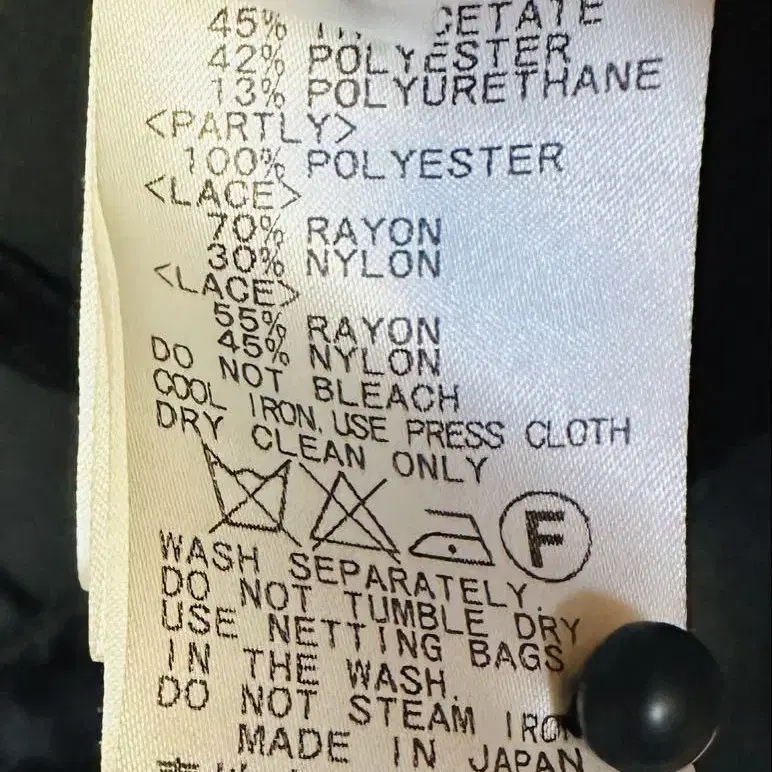 45%
42% POLYESTER
13% POLYURETHANE
<PARTLY>
100% POLYESTER
<LACE>
70% RAYON
30% NYLON
<LACE>
55% RAYON
45% NYLON
DO NOT BLEACH
COOL IRON, USE PRESS CLOTH
DRY CLEAN ONLY
F
WASH SEPARATELY.
DO NOT TUMBLE DRY
USE NETTING BAGS
IN THE WASH.
DO NOT STEAM IRON
MADE IN JAPAN